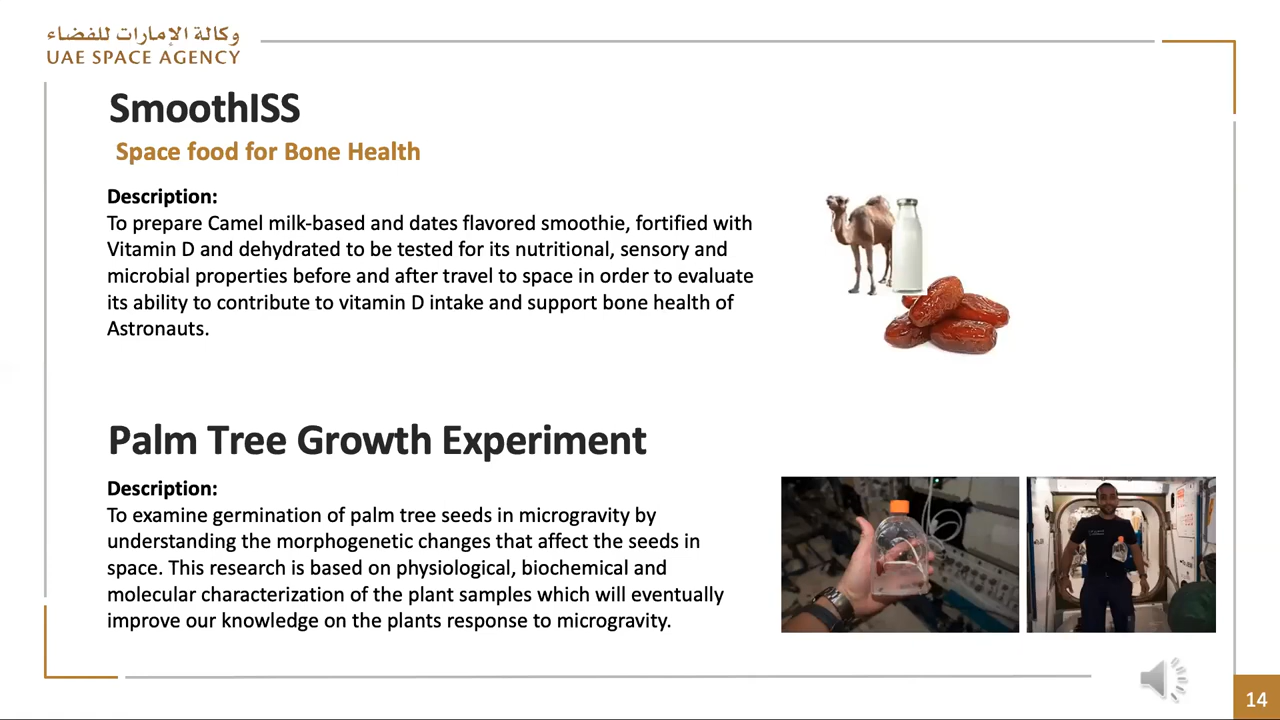 وكالة الإمارات للفضاء
UAE SPACE AGENCY
SmoothISS
Space food for Bone Health
Description:
To prepare Camel milk-based and dates flavored smoothie, fortified with
Vitamin D and dehydrated to be tested for its nutritional, sensory and
microbial properties before and after travel to space in order to evaluate
its ability to contribute to vitamin D intake and support bone health of
Astronauts.
Palm Tree Growth Experiment
Description:
To examine germination of palm tree seeds in microgravity by
understanding the morphogenetic changes that affect the seeds in
space. This research is based on physiological, biochemical and
molecular characterization of the plant samples which will eventually
improve our knowledge on the plants response to microgravity.
14